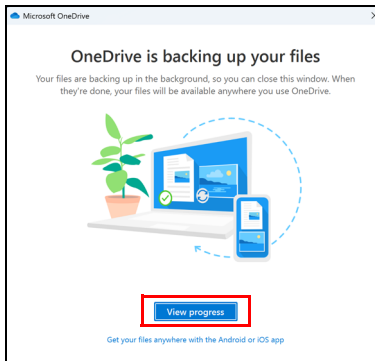 Microsoft OneDrive
OneDrive is backing up your files
Your files are backing up in the background, so you can close this window. When
they're done, your files will be available anywhere you use OneDrive.
View progress
Get your files anywhere with the Android or iOS app